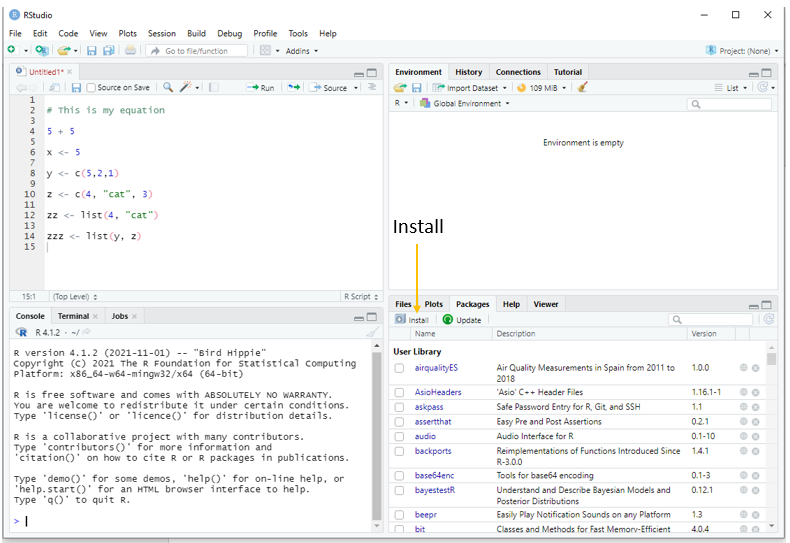 RStudio
File Edit Code View Plots Session Build Debug Profile Tools Help
Go to file/function Addins Project: (None)
Untitled1*
Source on Save Run Source
1
2 # This is my equation
3
4 5 + 5
5
6 x <- 5
7
8 y <- c(5,2,1)
9
10 z <- c(4, "cat", 3)
11
12 zz <- list(4, "cat")
13
14 zzz <- list(y, z)
15
15:1 (Top Level) R Script
Console Terminal Jobs
R 4.1.2 · ~/
R version 4.1.2 (2021-11-01) -- "Bird Hippie"
Copyright (C) 2021 The R Foundation for Statistical Computing
Platform: x86_64-w64-mingw32/x64 (64-bit)
R is free software and comes with ABSOLUTELY NO WARRANTY.
You are welcome to redistribute it under certain conditions.
Type 'license()' or 'licence()' for distribution details.
R is a collaborative project with many contributors.
Type 'contributors()' for more information and
'citation()' on how to cite R or R packages in publications.
Type 'demo()' for some demos, 'help()' for on-line help, or
'help.start()' for an HTML browser interface to help.
Type 'q()' to quit R.
>
Environment History Connections Tutorial
Import Dataset 109 MiB List
R Global Environment
Environment is empty
Install
Files Plots Packages Help Viewer
Install Update
Name Description Version
User Library
airqualityES Air Quality Measurements in Spain from 2011 to 1.0.0
2018
AsioHeaders 'Asio' C++ Header Files 1.16.1-1
askpass Safe Password Entry for R, Git, and SSH 1.1
assertthat Easy Pre and Post Assertions 0.2.1
audio Audio Interface for R 0.1-10
backports Reimplementations of Functions Introduced Since 1.4.1
R-3.0.0
base64enc Tools for base64 encoding 0.1-3
bayestestR Understand and Describe Bayesian Models and 0.12.1
Posterior Distributions
beepr Easily Play Notification Sounds on any Platform 1.3
bit Classes and Methods for Fast Memory-Efficient 4.0.4